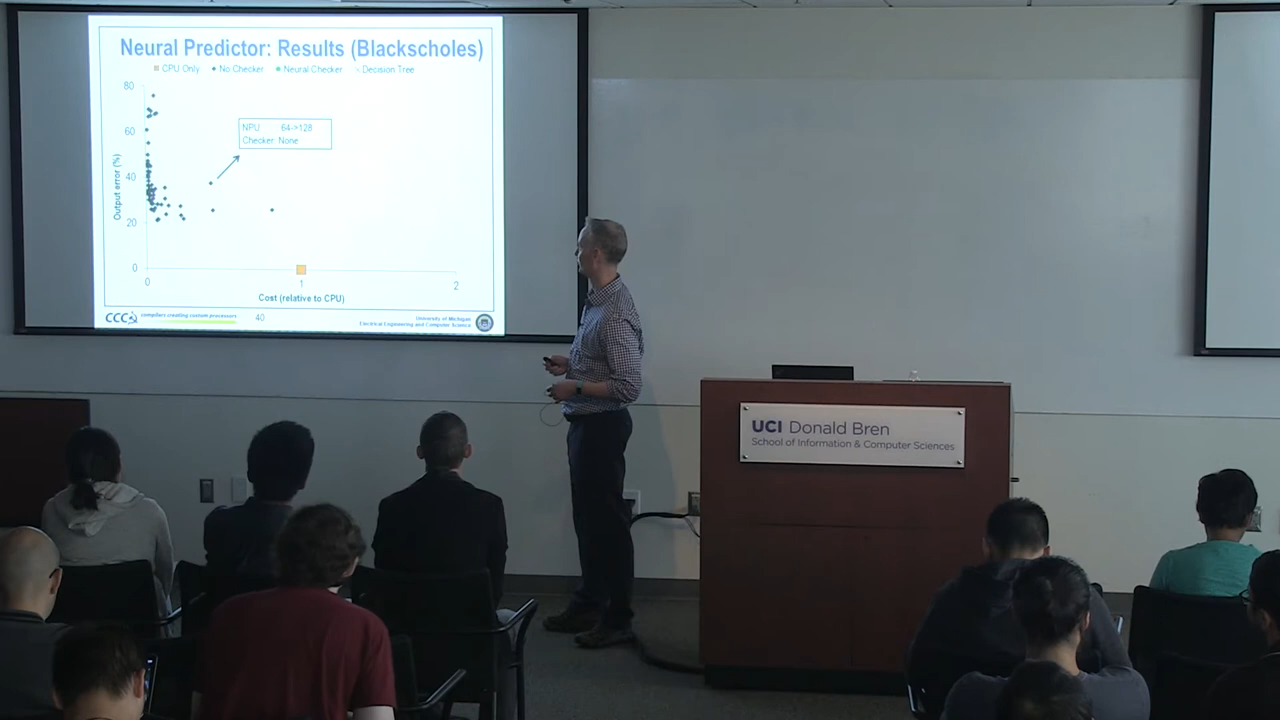 Neural Predictor: Results (Blackscholes)
CPU Only No Checker Neural Checker Decision Tree
80
60
40
20
0
Output error (%)
NPU 64->128
Checker: None
0 1 2
Cost (relative to CPU)
CCC compilers creating custom processors
40
University of Michigan
Electrical Engineering and Computer Science
UCI Donald Bren
School of Information & Computer Sciences